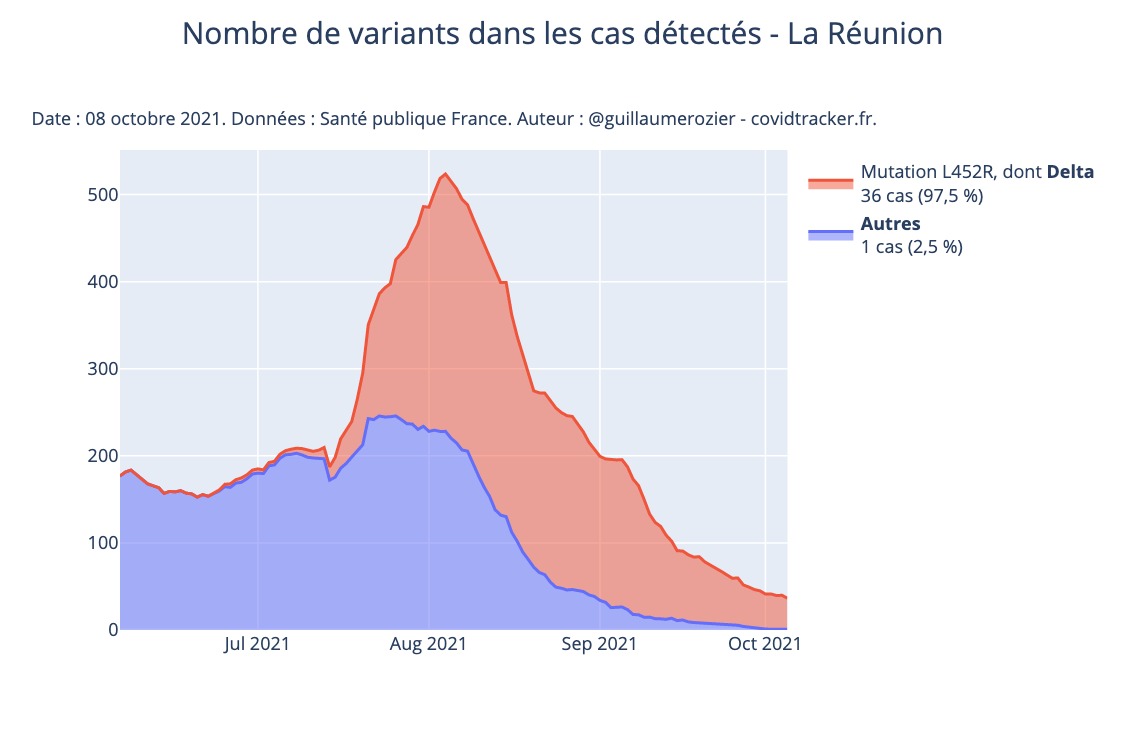 Nombre de variants dans les cas détectés - La Réunion
Date : 08 octobre 2021. Données : Santé publique France. Auteur : @guillaumerozier - covidtracker.fr.
Mutation L452R, dont Delta
36 cas (97,5 %)
Autres
1 cas (2,5 %)
500
400
300
200
100
0
Jul 2021
Aug 2021
Sep 2021
Oct 2021